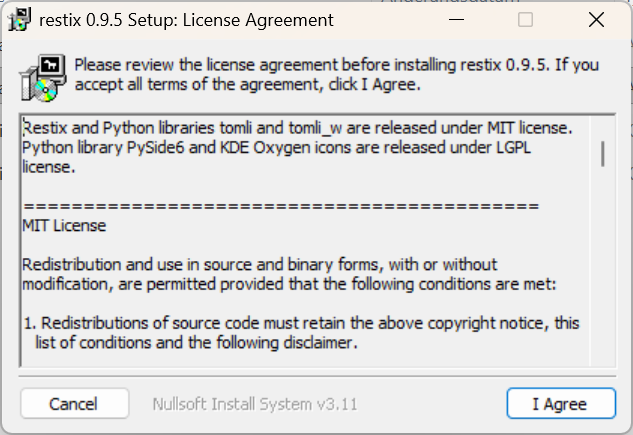 restix 0.9.5 Setup: License Agreement
Please review the license agreement before installing restix 0.9.5. If you
accept all terms of the agreement, click I Agree.
Restix and Python libraries tomli and tomli_w are released under MIT license.
Python library PySide6 and KDE Oxygen icons are released under LGPL
license.
===========================================
MIT License
Redistribution and use in source and binary forms, with or without
modification, are permitted provided that the following conditions are met:
1. Redistributions of source code must retain the above copyright notice, this
list of conditions and the following disclaimer.
Cancel
Nullsoft Install System v3.11
I Agree